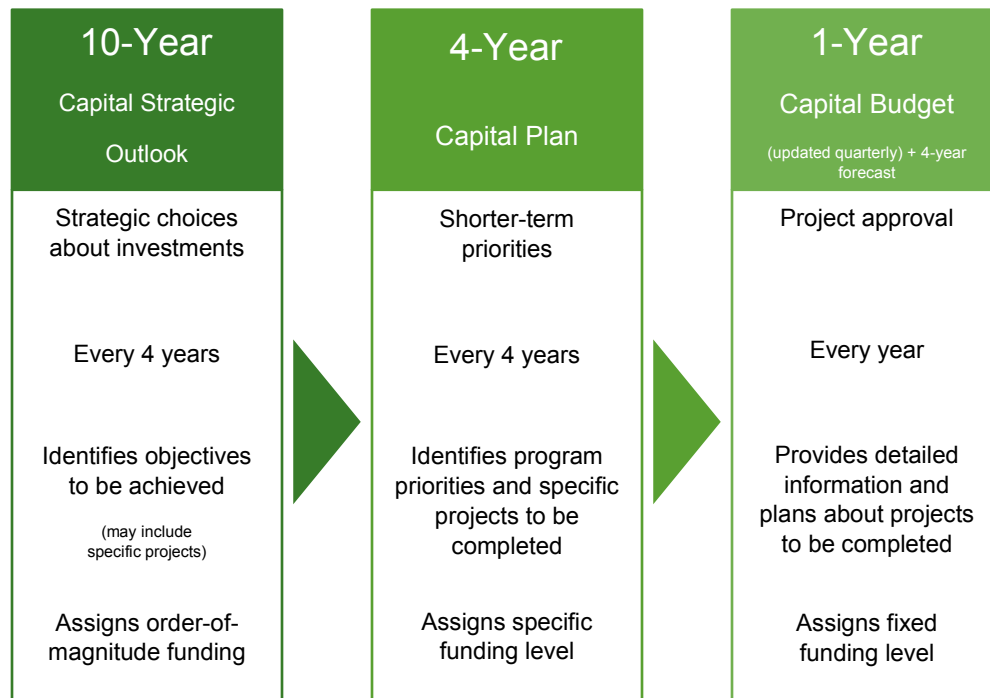 10-Year
Capital Strategic
Outlook
Strategic choices
about investments
Every 4 years
Identifies objectives
to be achieved
(may include
specific projects)
Assigns order-of-
magnitude funding
4-Year
Capital Plan
Shorter-term
priorities
Every 4 years
Identifies program
priorities and specific
projects to be
completed
Assigns specific
funding level
1-Year
Capital Budget
(updated quarterly) + 4-year
forecast
Project approval
Every year
Provides detailed
information and
plans about projects
to be completed
Assigns fixed
funding level